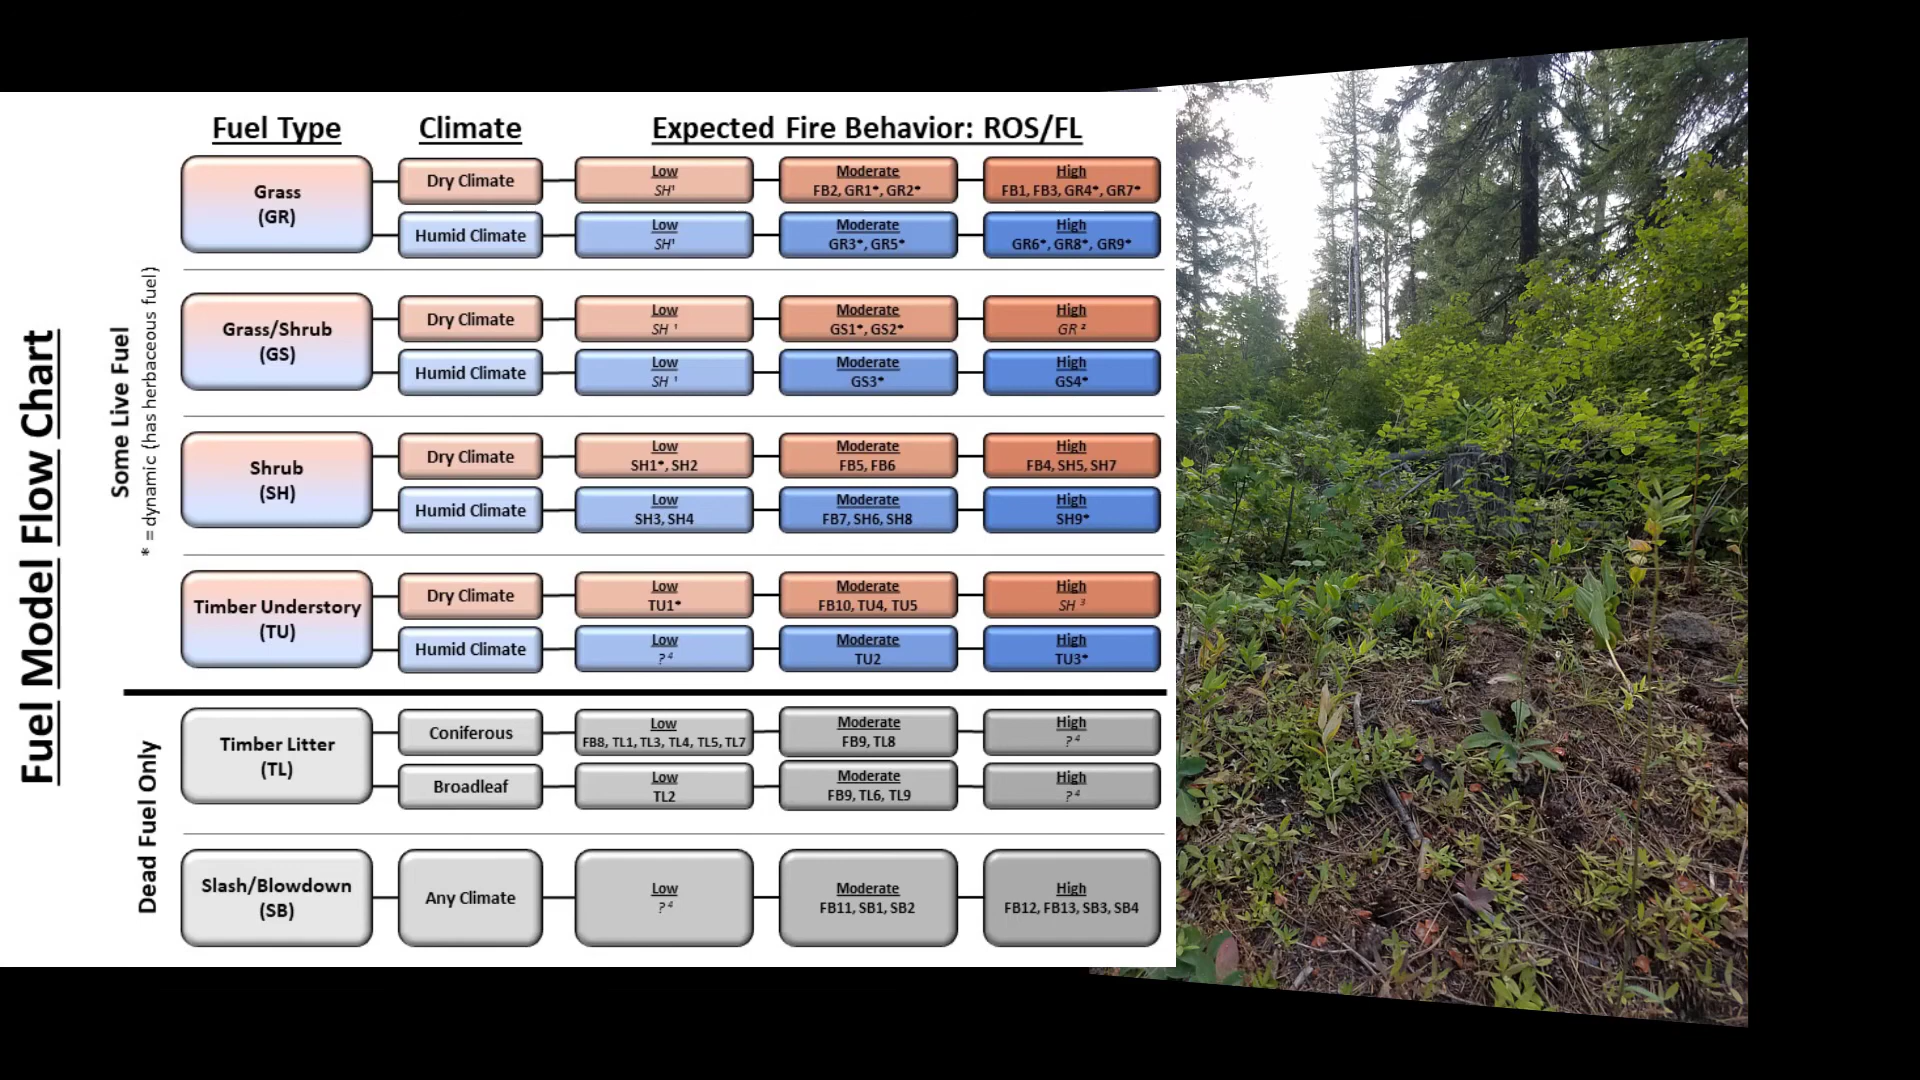 Fuel Model Flow Chart
Some Live Fuel
* = dynamic (has herbaceous fuel)
Dead Fuel Only
Fuel Type Climate Expected Fire Behavior: ROS/FL
Grass
(GR)
Dry Climate
Low
SH¹
Moderate
FB2, GR1*, GR2*
High
FB1, FB3, GR4*, GR7*
Humid Climate
Low
SH¹
Moderate
GR3*, GR5*
High
GR6*, GR8*, GR9*
Grass/Shrub
(GS)
Dry Climate
Low
SH ¹
Moderate
GS1*, GS2*
High
GR ²
Humid Climate
Low
SH ¹
Moderate
GS3*
High
GS4*
Shrub
(SH)
Dry Climate
Low
SH1*, SH2
Moderate
FB5, FB6
High
FB4, SH5, SH7
Humid Climate
Low
SH3, SH4
Moderate
FB7, SH6, SH8
High
SH9*
Timber Understory
(TU)
Dry Climate
Low
TU1*
Moderate
FB10, TU4, TU5
High
SH ³
Humid Climate
Low
? ⁴
Moderate
TU2
High
TU3*
Timber Litter
(TL)
Coniferous
Low
FB8, TL1, TL3, TL4, TL5, TL7
Moderate
FB9, TL8
High
? ⁴
Broadleaf
Low
TL2
Moderate
FB9, TL6, TL9
High
? ⁴
Slash/Blowdown
(SB)
Any Climate
Low
? ⁴
Moderate
FB11, SB1, SB2
High
FB12, FB13, SB3, SB4